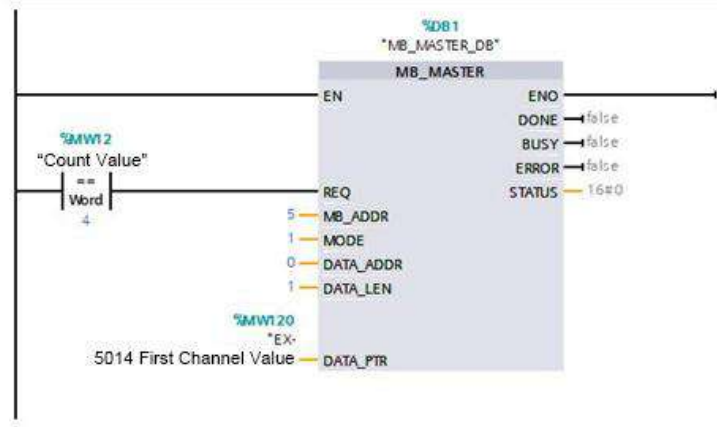 %DB1
"MB_MASTER_DB"
MB_MASTER
EN ENO
DONE false
%MW12 BUSY false
"Count Value" ERROR false
== REQ STATUS 16#0
Word
4 5 MB_ADDR
1 MODE
0 DATA_ADDR
1 DATA_LEN
%MW120
"EX-
5014 First Channel Value DATA_PTR